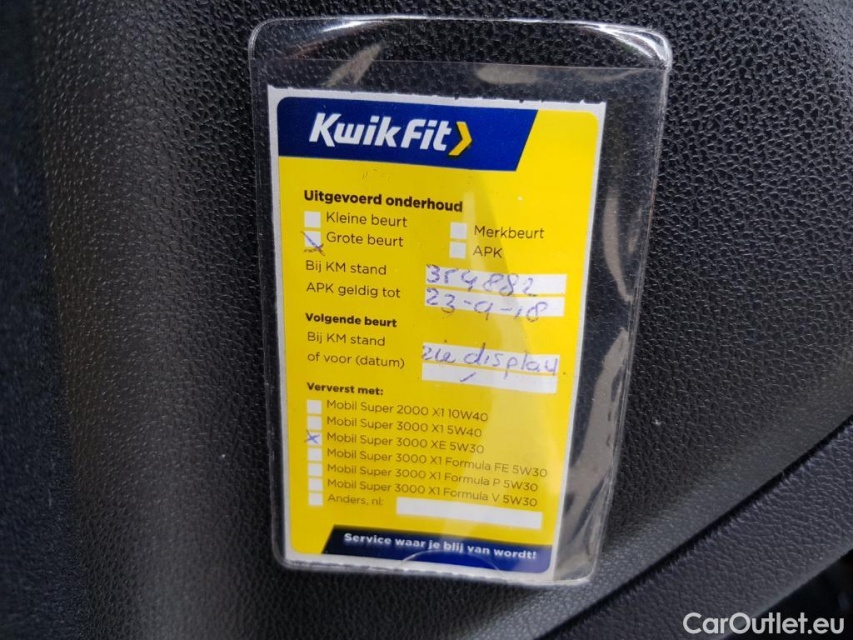 KwikFit
Uitgevoerd onderhoud
Kleine beurt
Grote beurt
Merkbeurt
APK
Bij KM stand 354882
APK geldig tot 23-9-18
Volgende beurt
Bij KM stand zie display
of voor (datum)
Ververst met:
Mobil Super 2000 X1 10W40
Mobil Super 3000 X1 5W40
Mobil Super 3000 XE 5W30
Mobil Super 3000 X1 Formula FE 5W30
Mobil Super 3000 X1 Formula P 5W30
Mobil Super 3000 X1 Formula V 5W30
Anders, nl:
Service waar je blij van wordt!
CarOutlet.eu